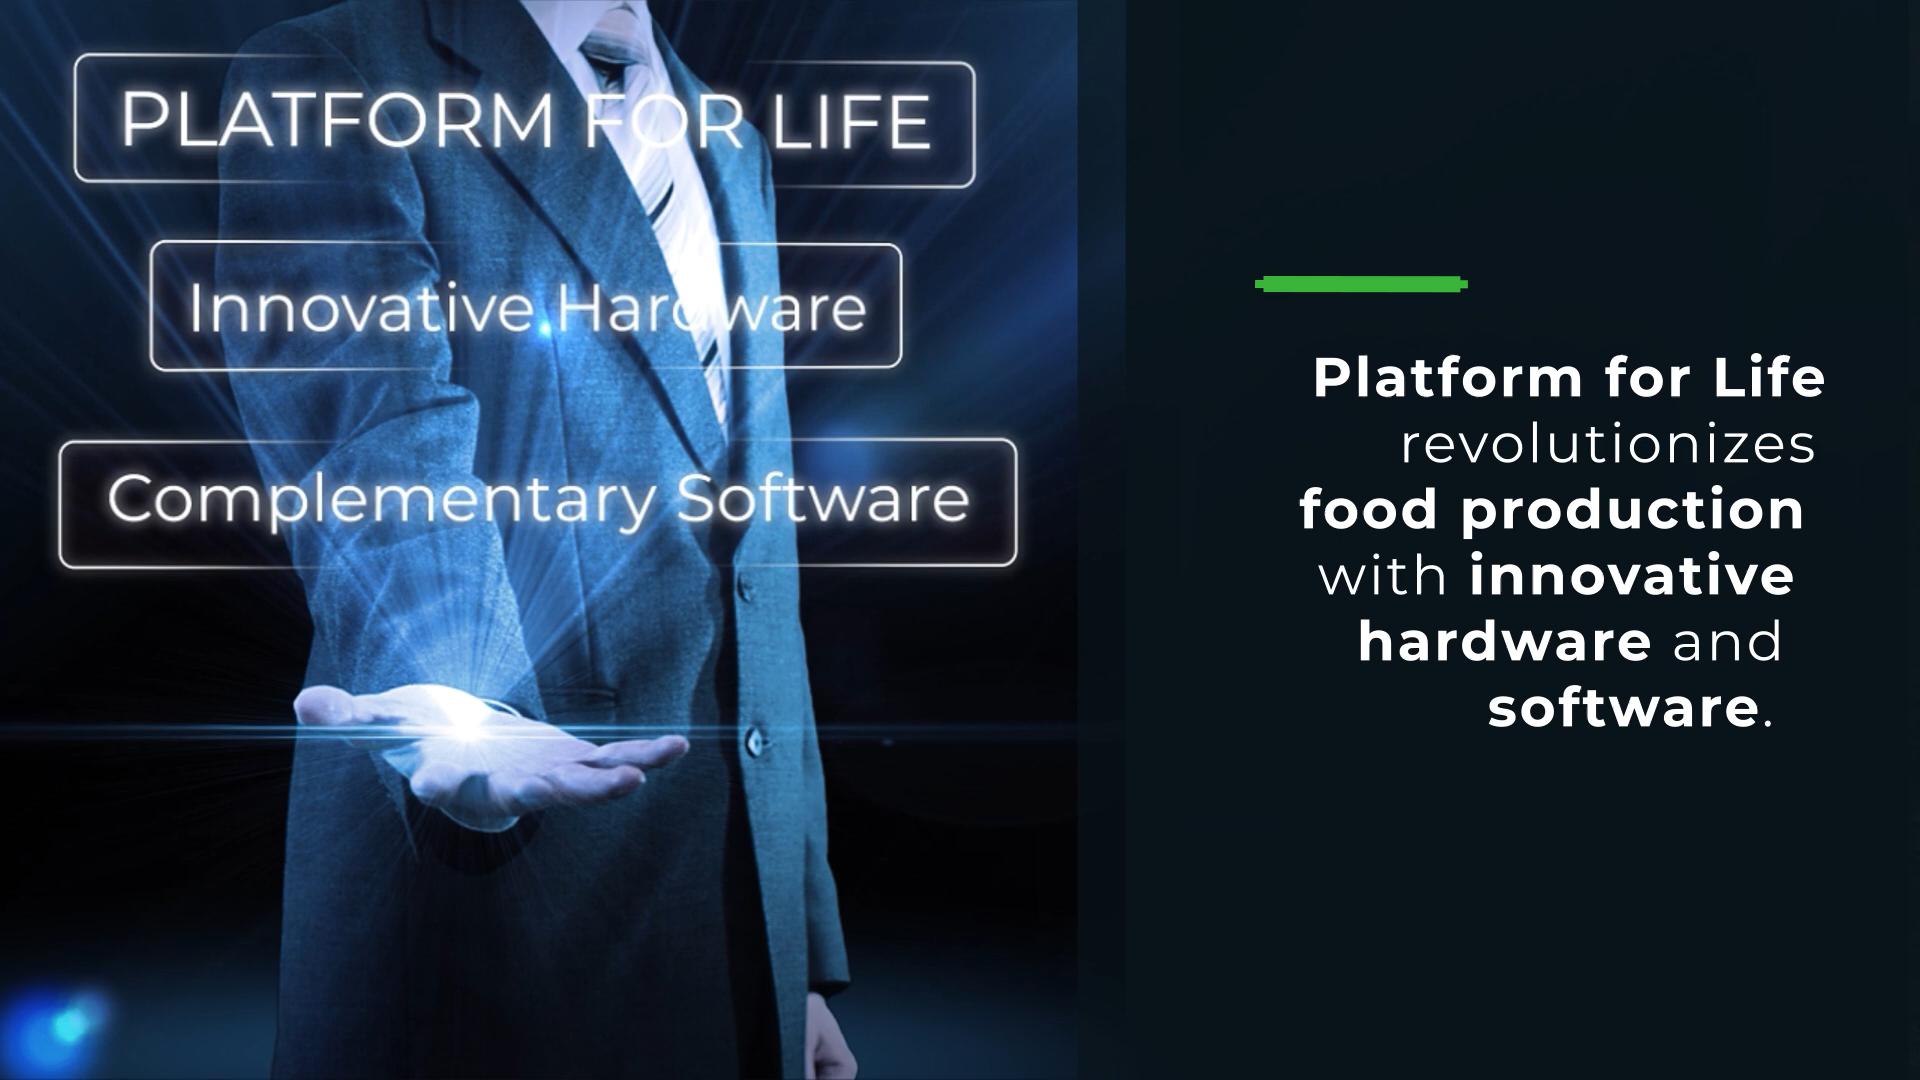 PLATFORM FOR LIFE
Innovative Hardware
Complementary Software
Platform for Life
revolutionizes
food production
with innovative
hardware and
software.